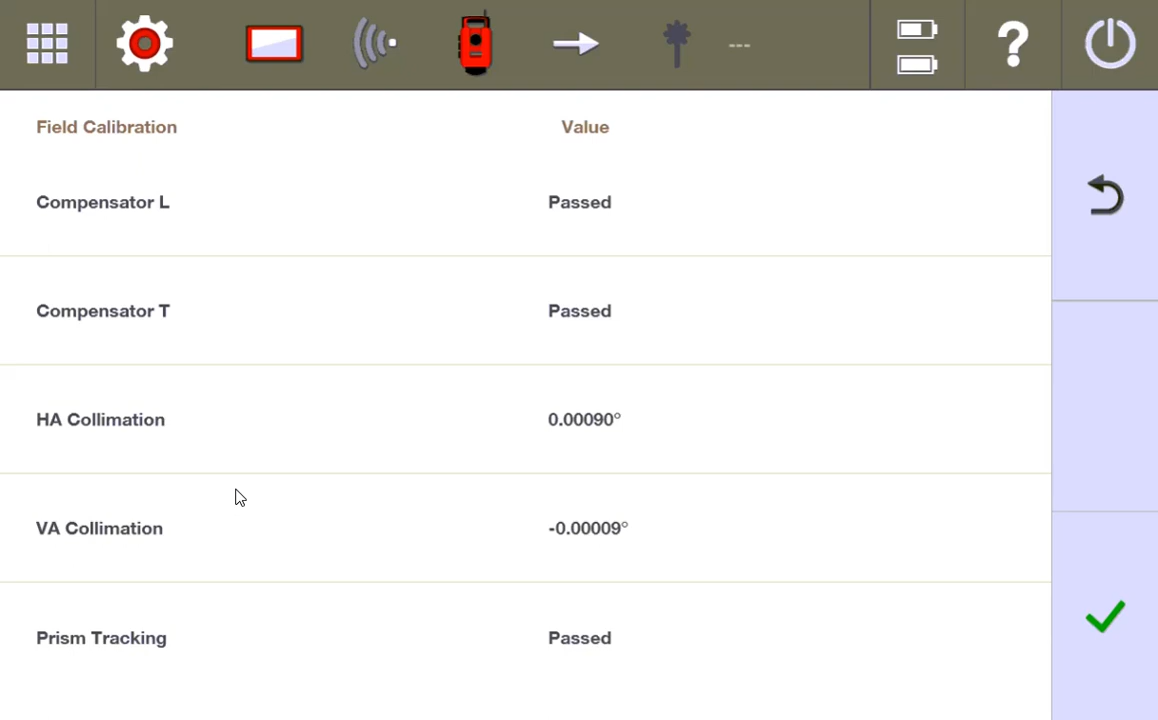 ---
?
Field Calibration Value
Compensator L Passed
Compensator T Passed
HA Collimation 0.00090°
VA Collimation -0.00009°
Prism Tracking Passed